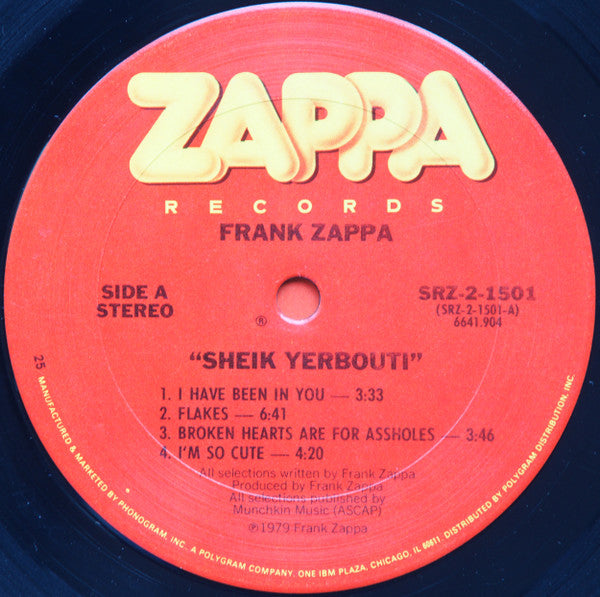 ZAPPA
RECORDS
FRANK ZAPPA
SIDE A
STEREO
SRZ-2-1501
(SRZ-2-1501-A)
6641.904
℗
"SHEIK YERBOUTI"
1. I HAVE BEEN IN YOU — 3:33
2. FLAKES — 6:41
3. BROKEN HEARTS ARE FOR ASSHOLES — 3:46
4. I'M SO CUTE — 4:20
All selections written by Frank Zappa
Produced by Frank Zappa
All selections published by
Munchkin Music (ASCAP)
℗1979 Frank Zappa
25
MANUFACTURED & MARKETED BY PHONOGRAM, INC. A POLYGRAM COMPANY, ONE IBM PLAZA, CHICAGO, IL 60611. DISTRIBUTED BY POLYGRAM DISTRIBUTION, INC.